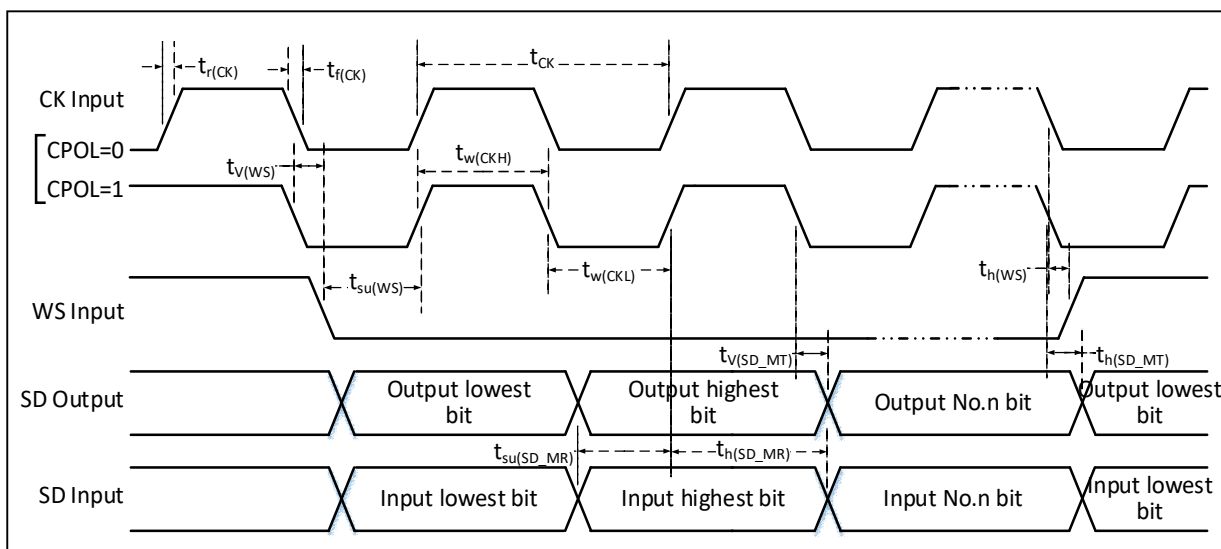 t_CK
t_r(CK)
t_f(CK)
CK Input
CPOL=0
t_V(WS)
t_w(CKH)
CPOL=1
t_w(CKL)
t_h(WS)
t_su(WS)
WS Input
t_V(SD_MT)
t_h(SD_MT)
SD Output
Output lowest
bit
Output highest
bit
Output No.n bit
Output lowest
bit
t_su(SD_MR)
t_h(SD_MR)
SD Input
Input lowest bit
Input highest bit
Input No.n bit
Input lowest
bit